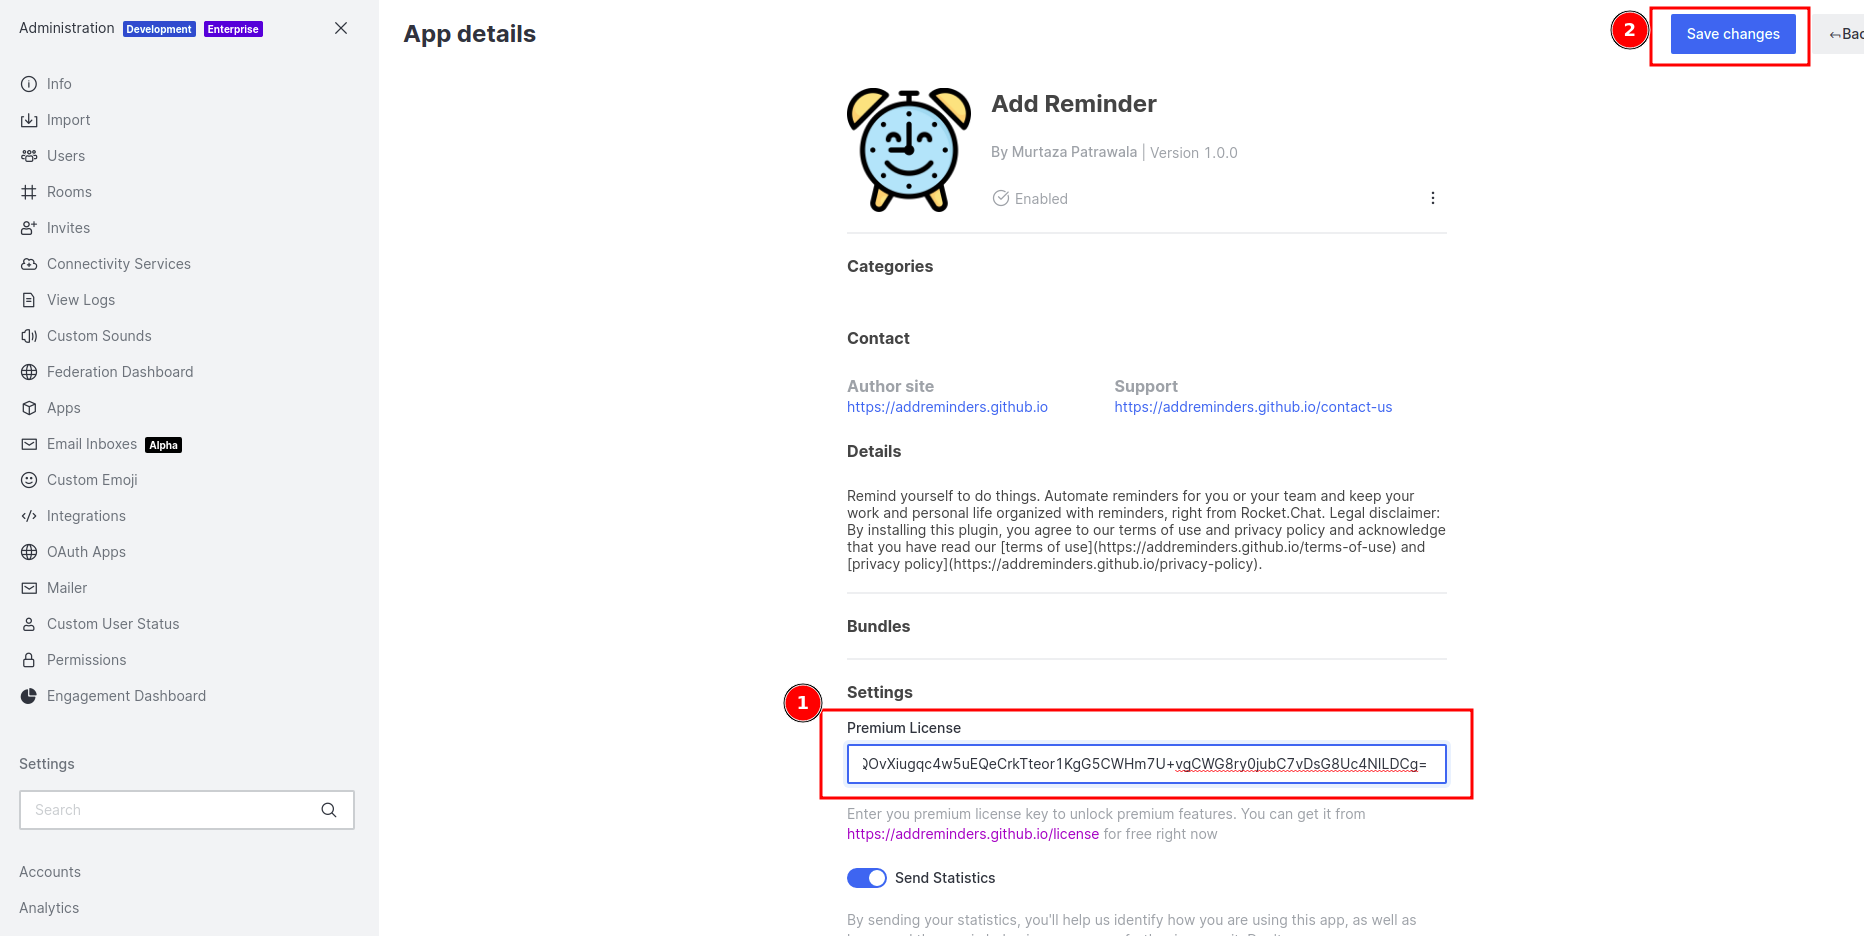 Administration Development Enterprise
Info
Import
Users
Rooms
Invites
Connectivity Services
View Logs
Custom Sounds
Federation Dashboard
Apps
Email Inboxes Alpha
Custom Emoji
Integrations
OAuth Apps
Mailer
Custom User Status
Permissions
Engagement Dashboard
Settings
Search
Accounts
Analytics
App details
2
Save changes
Add Reminder
By Murtaza Patrawala | Version 1.0.0
Enabled
Categories
Contact
Author site Support
https://addreminders.github.io https://addreminders.github.io/contact-us
Details
Remind yourself to do things. Automate reminders for you or your team and keep your
work and personal life organized with reminders, right from Rocket.Chat. Legal disclaimer:
By installing this plugin, you agree to our terms of use and privacy policy and acknowledge
that you have read our [terms of use](https://addreminders.github.io/terms-of-use) and
[privacy policy](https://addreminders.github.io/privacy-policy).
Bundles
Settings
1
Premium License
QOvXiugqc4w5uEQeCrkTteor1KgG5CWHm7U+vgCWG8ry0jubC7vDsG8Uc4NILDCg=
Enter you premium license key to unlock premium features. You can get it from
https://addreminders.github.io/license for free right now
Send Statistics
By sending your statistics, you'll help us identify how you are using this app, as well as